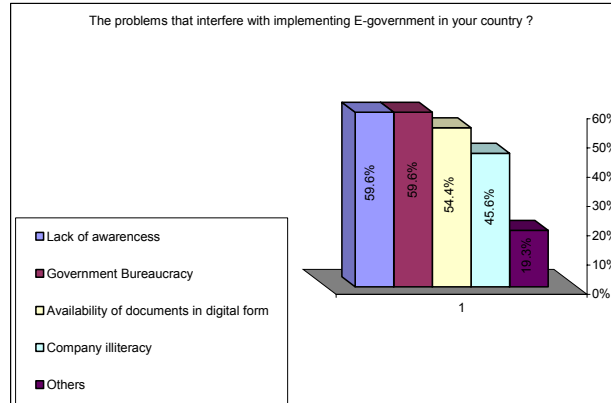 The problems that interfere with implementing E-government in your country ?
59.6%
59.6%
54.4%
45.6%
19.3%
60%
50%
40%
30%
20%
10%
0%
1
Lack of awarencess
Government Bureaucracy
Availability of documents in digital form
Company illiteracy
Others